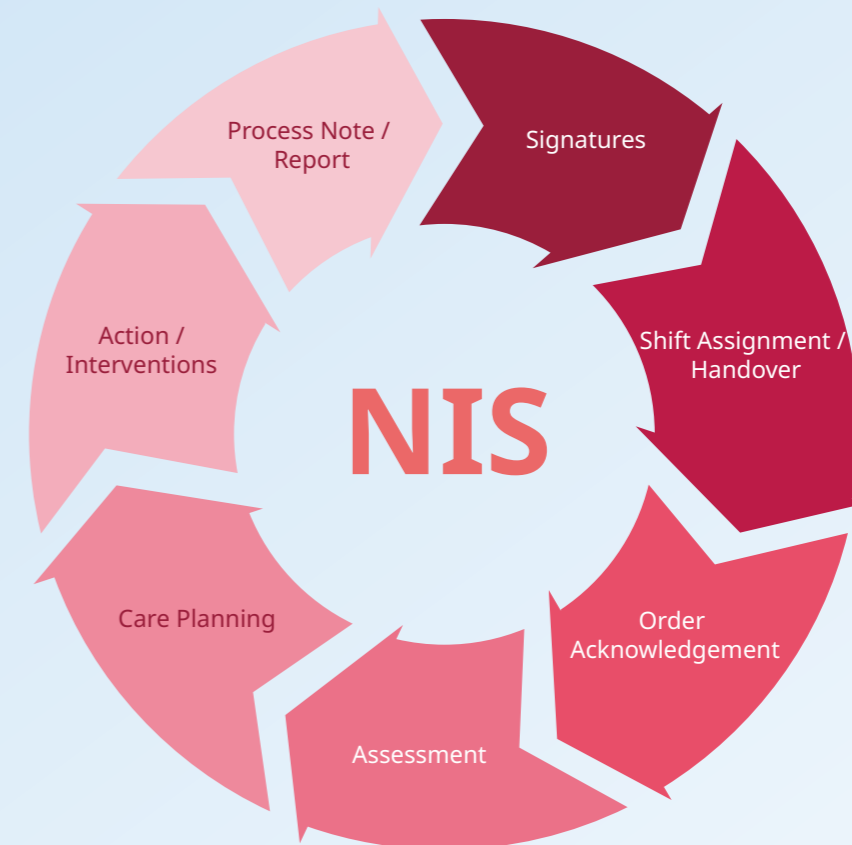 Process Note /
Report
Signatures
Shift Assignment /
Handover
Order
Acknowledgement
Assessment
Care Planning
Action /
Interventions
NIS